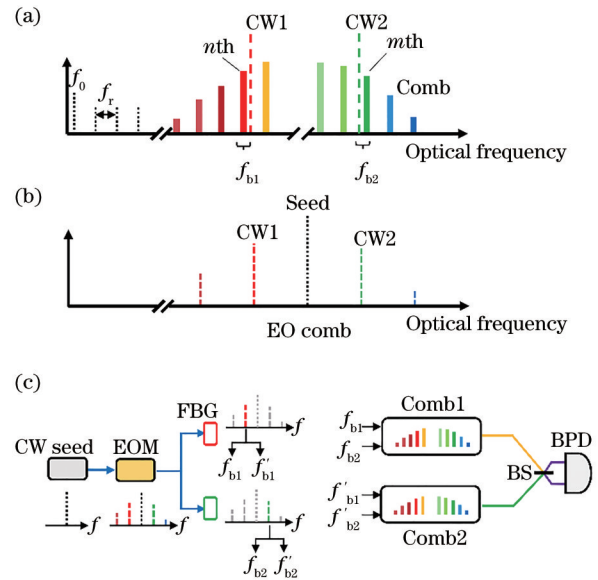 (a)
CW1
CW2
nth
mth
f0
fr
Comb
Optical frequency
fb1
fb2
(b)
Seed
CW1
CW2
EO comb
Optical frequency
(c)
FBG
f
Comb1
CW seed
EOM
fb1
f′b1
fb1
fb2
BPD
BS
f
f
f
f′b1
f′b2
fb2
f′b2
Comb2